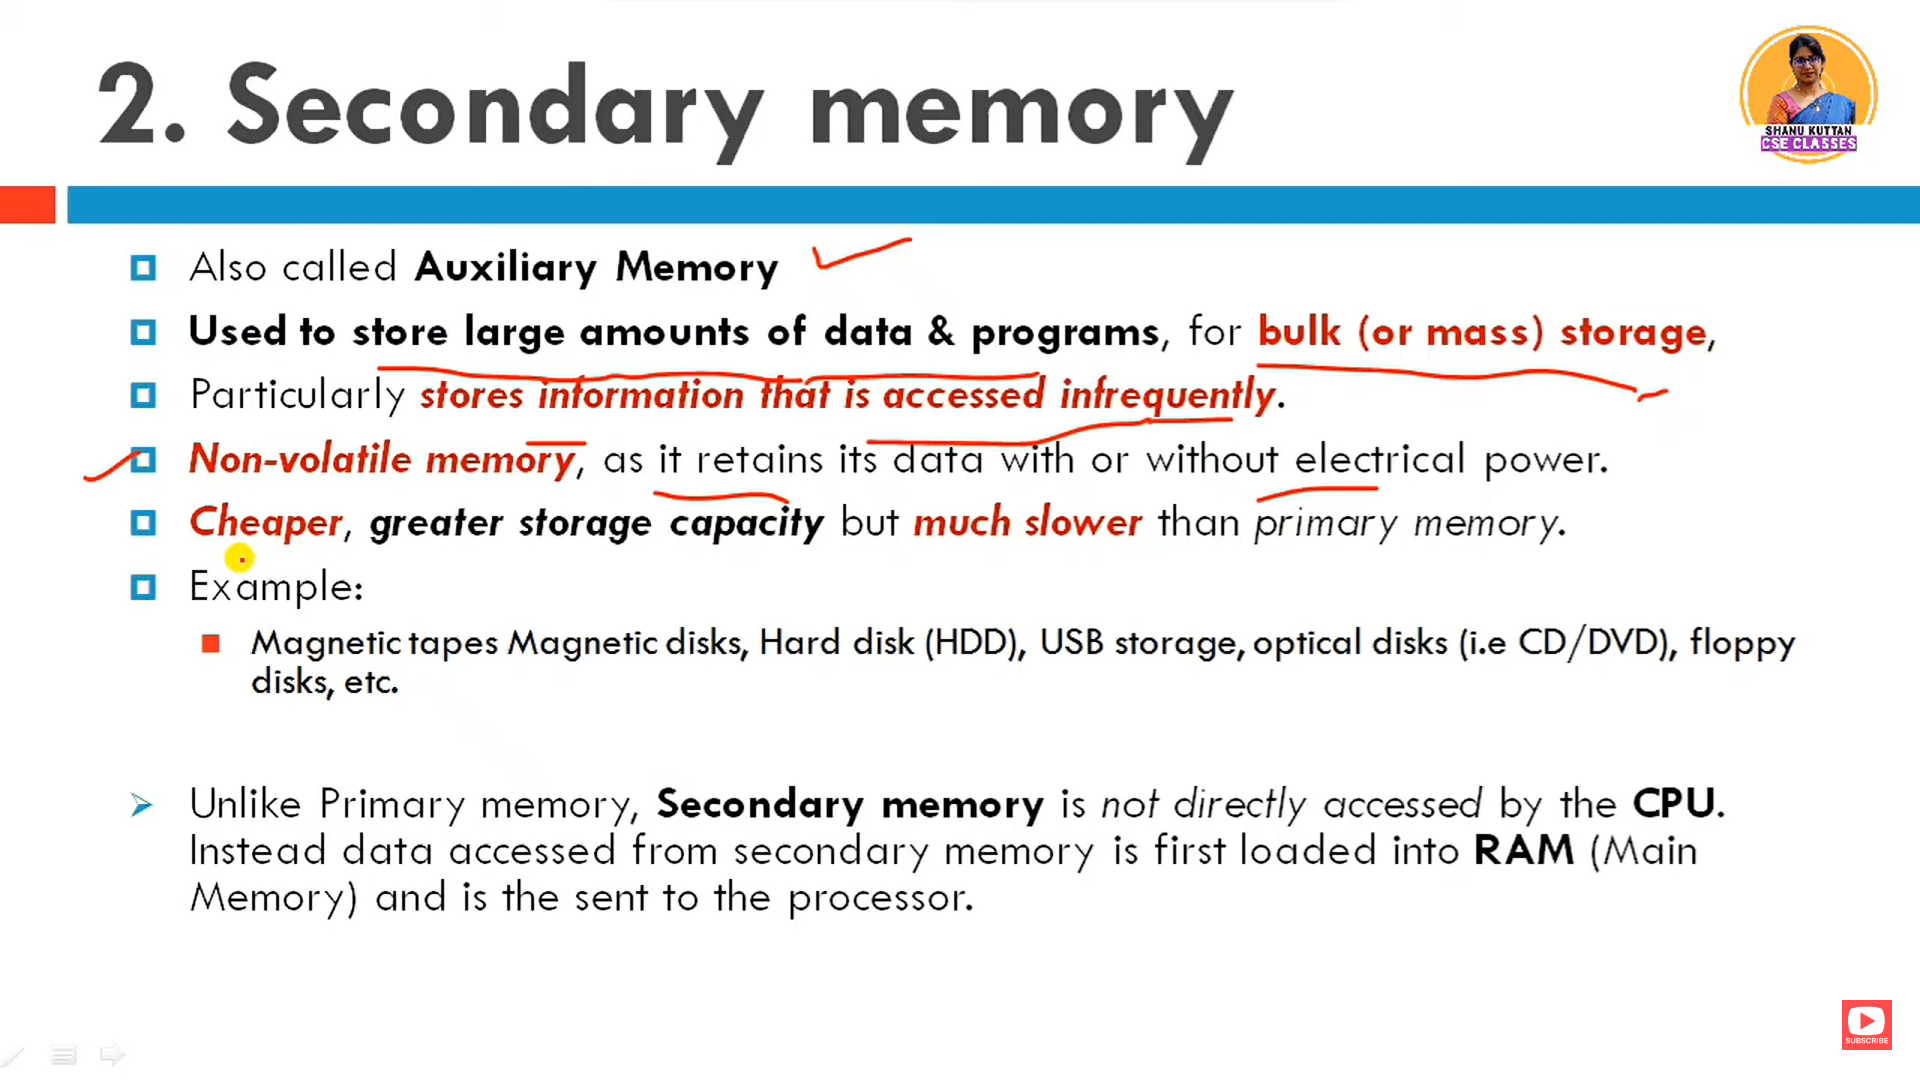 2. Secondary memory
SHANU KUTTAN
CSE CLASSES
Also called Auxiliary Memory
Used to store large amounts of data & programs, for bulk (or mass) storage,
Particularly stores information that is accessed infrequently.
Non-volatile memory, as it retains its data with or without electrical power.
Cheaper, greater storage capacity but much slower than primary memory.
Example:
Magnetic tapes Magnetic disks, Hard disk (HDD), USB storage, optical disks (i.e CD/DVD), floppy
disks, etc.
Unlike Primary memory, Secondary memory is not directly accessed by the CPU.
Instead data accessed from secondary memory is first loaded into RAM (Main
Memory) and is the sent to the processor.
SUBSCRIBE